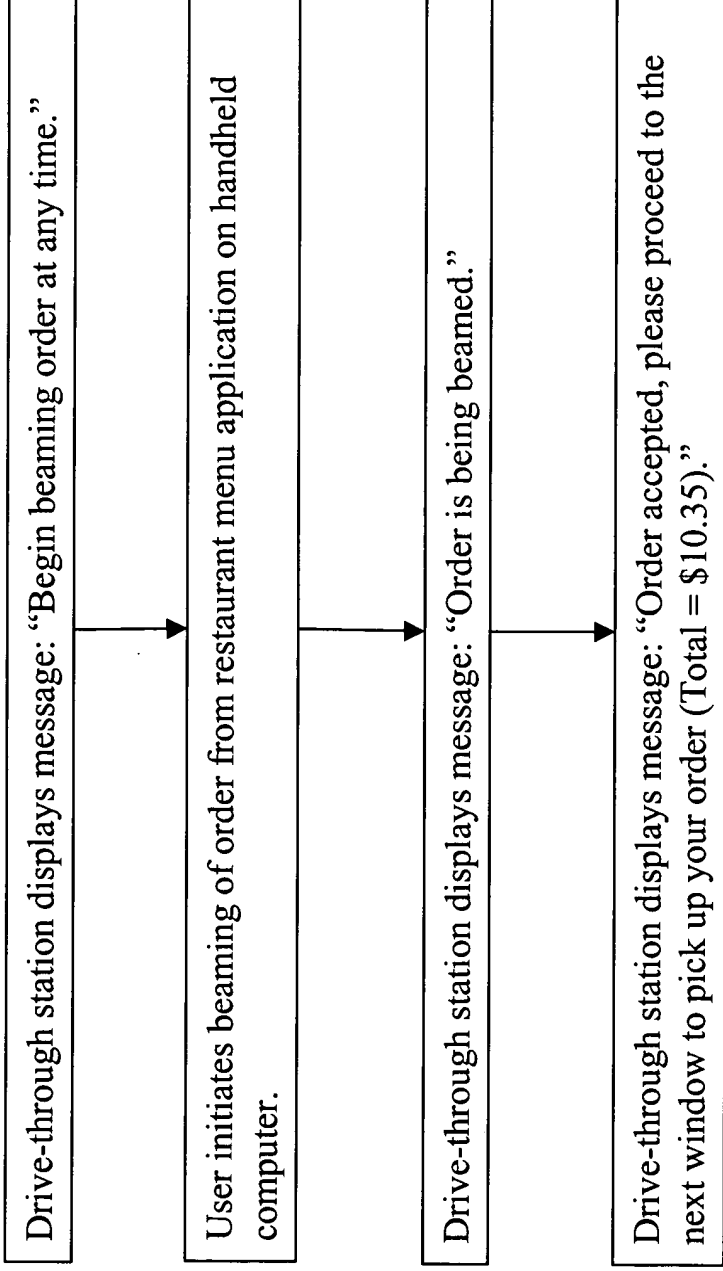 Drive-through station displays message: “Begin beaming order at any time.”
User initiates beaming of order from restaurant menu application on handheld
computer.
Drive-through station displays message: “Order is being beamed.”
Drive-through station displays message: “Order accepted, please proceed to the
next window to pick up your order (Total = $10.35).”